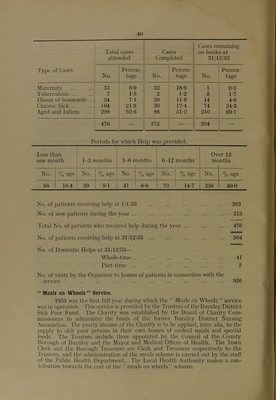 40
Type of Cases | Total cases attended | Cases Completed | Cases remaining on books at 31/12/53
No. | Percen-tage | No. | Percen-tage | No. | Percen-tage
Maternity | 33 | 6·9 | 32 | 18·6 | 1 | 0·5
Tuberculosis | 7 | 1·5 | 2 | 1·2 | 5 | 1·7
Illness of housewife | 34 | 7·1 | 20 | 11·6 | 14 | 4·6
Chronic Sick | 104 | 21·9 | 30 | 17·4 | 74 | 24·3
Aged and Infirm | 298 | 62·6 | 88 | 51·2 | 210 | 69·1
476 | — | 172 | — | 304 | —
Periods for which Help was provided.
Less than one month | 1-3 months | 3-6 months | 6-12 months | Over 12 months
No. | % age | No. | % age | No. | % age | No. | % age | No. | % age
88 | 18·4 | 39 | 8·1 | 41 | 8·8 | 70 | 14·7 | 238 | 50·0
No. of patients receiving help at 1/1/53 263
No. of new patients during the year 213
Total No. of patients who received help during the year 476
No. of patients receiving help at 31/12/53 304
No. of Domestic Helps at 31/12/53—
Whole-time 41
Part-time 2
No. of visits by the Organizer to homes of patients in connection with the
service 926
“ Meals on Wheels ” Service.
1953 was the first full year during which the “ Meals on Wheels ” service
was in operation. This service is provided by the Trustees of the Burnley District
Sick Poor Fund. The Charity was established by the Board of Charity Com-
missioners to administer the funds of the former Burnley District Nursing
Association. The yearly income of the Charity is to be applied, inter alia, to the
supply to sick poor persons in their own homes of cooked meals and special
foods. The Trustees include three appointed by the Council of the County
Borough of Burnley and the Mayor and Medical Officer of Health. The Town
Clerk and the Borough Treasurer are Clerk and Treasurer respectively to the
Trustees, and the administration of the meals scheme is carried out by the staff
of the Public Health Department. The Local Health Authority makes a con-
tribution towards the cost of the “ meals on wheels ” scheme.